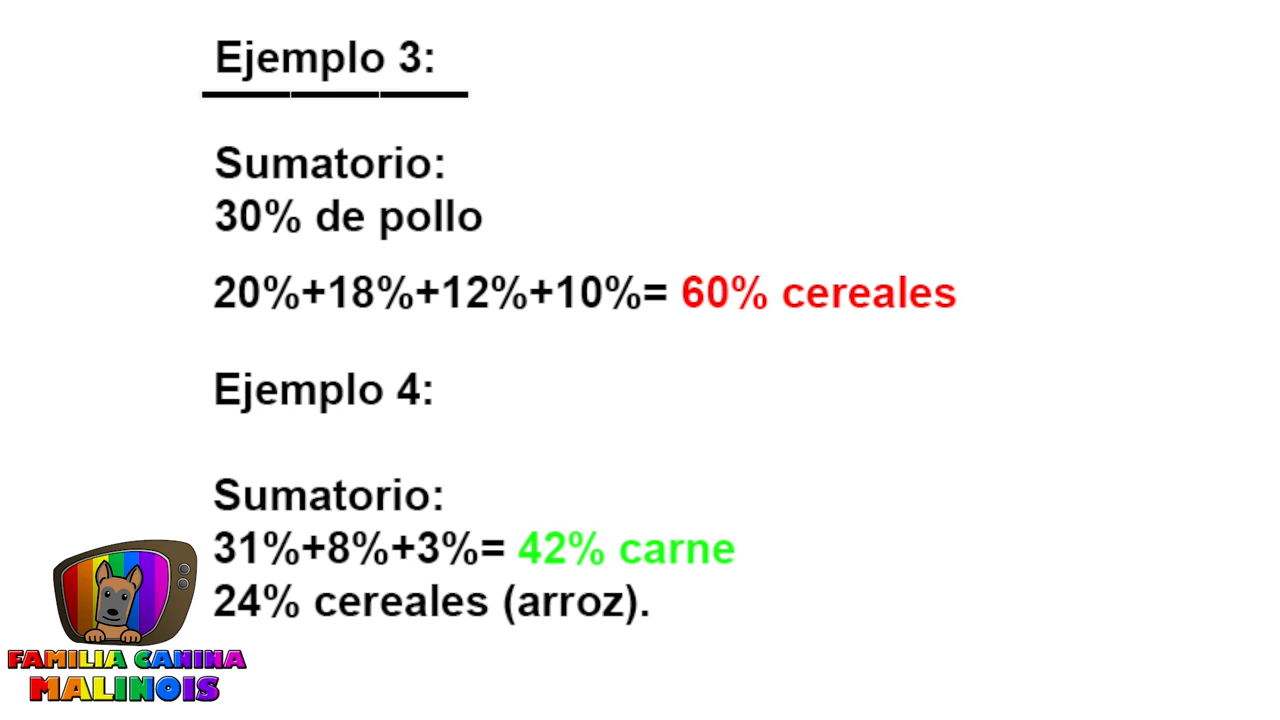 Ejemplo 3:
Sumatorio:
30% de pollo
20%+18%+12%+10%= 60% cereales
Ejemplo 4:
Sumatorio:
31%+8%+3%= 42% carne
24% cereales (arroz).
FAMILIA CANINA
MALINOIS